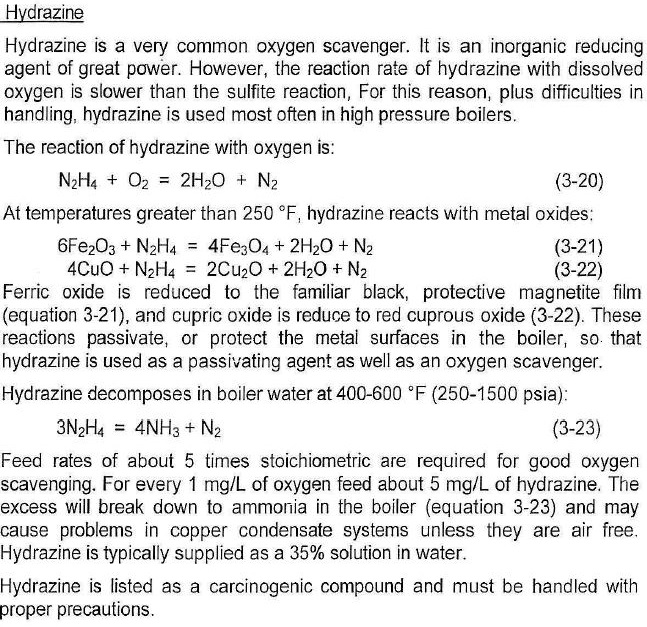 Hydrazine
Hydrazine is a very common oxygen scavenger. It is an inorganic reducing
agent of great power. However, the reaction rate of hydrazine with dissolved
oxygen is slower than the sulfite reaction, For this reason, plus difficulties in
handling, hydrazine is used most often in high pressure boilers.
The reaction of hydrazine with oxygen is:
N₂H₄ + O₂ = 2H₂O + N₂ (3-20)
At temperatures greater than 250 °F, hydrazine reacts with metal oxides:
6Fe₂O₃ + N₂H₄ = 4Fe₃O₄ + 2H₂O + N₂ (3-21)
4CuO + N₂H₄ = 2Cu₂O + 2H₂O + N₂ (3-22)
Ferric oxide is reduced to the familiar black, protective magnetite film
(equation 3-21), and cupric oxide is reduce to red cuprous oxide (3-22). These
reactions passivate, or protect the metal surfaces in the boiler, so that
hydrazine is used as a passivating agent as well as an oxygen scavenger.
Hydrazine decomposes in boiler water at 400-600 °F (250-1500 psia):
3N₂H₄ = 4NH₃ + N₂ (3-23)
Feed rates of about 5 times stoichiometric are required for good oxygen
scavenging. For every 1 mg/L of oxygen feed about 5 mg/L of hydrazine. The
excess will break down to ammonia in the boiler (equation 3-23) and may
cause problems in copper condensate systems unless they are air free.
Hydrazine is typically supplied as a 35% solution in water.
Hydrazine is listed as a carcinogenic compound and must be handled with
proper precautions.